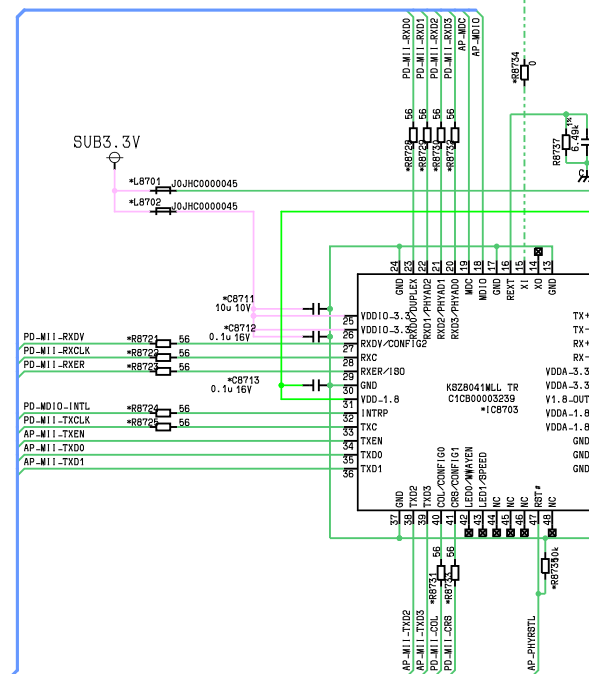 PD-MII-RXD0
PD-MII-RXD1
PD-MII-RXD2
PD-MII-RXD3
AP-MDC
AP-MDIO
*R8734
0
56
56
56
56
*R8728
*R8729
*R8730
1%
6.49k
R8737
C
SUB3.3V
*L8701
J0JHC0000045
*L8702
J0JHC0000045
24
23
22
21
20
19
18
17
16
15
14
13
GND
RXD0/DUPLEX
RXD1/PHYAD2
RXD2/PHYAD1
RXD3/PHYAD0
MDC
MDIO
GND
REXT
XI
XO
GND
*C8711
10u 10V
25
VDDIO-3.3
TX+
*C8712
0.1u 16V
26
VDDIO-3.3
TX-
PD-MII-RXDV
*R8721
56
27
RXDV/CONFIG2
RX+
PD-MII-RXCLK
*R8722
56
28
RXC
RX-
PD-MII-RXER
*R8723
56
29
RXER/ISO
VDDA-3.3
*C8713
0.1u 16V
30
GND
VDDA-3.3
31
VDD-1.8
V1.8-OUT
KSZ8041MLL TR
C1CB00003239
*IC8703
PD-MDIO-INTL
*R8724
56
32
INTRP
VDDA-1.8
PD-MII-TXCLK
*R8725
56
33
TXC
VDDA-1.8
AP-MII-TXEN
34
TXEN
GND
AP-MII-TXD0
35
TXD0
GND
AP-MII-TXD1
36
TXD1
GND
GND
TXD2
TXD3
COL/CONFIG0
CRS/CONFIG1
LED0/NWAYEN
LED1/SPEED
NC
NC
NC
RST#
NC
37
38
39
40
41
42
43
44
45
46
47
48
56
56
*R8731
AP-MII-TXD2
AP-MII-TXD3
PD-MII-COL
PD-MII-CRS
AP-PHYRSTL